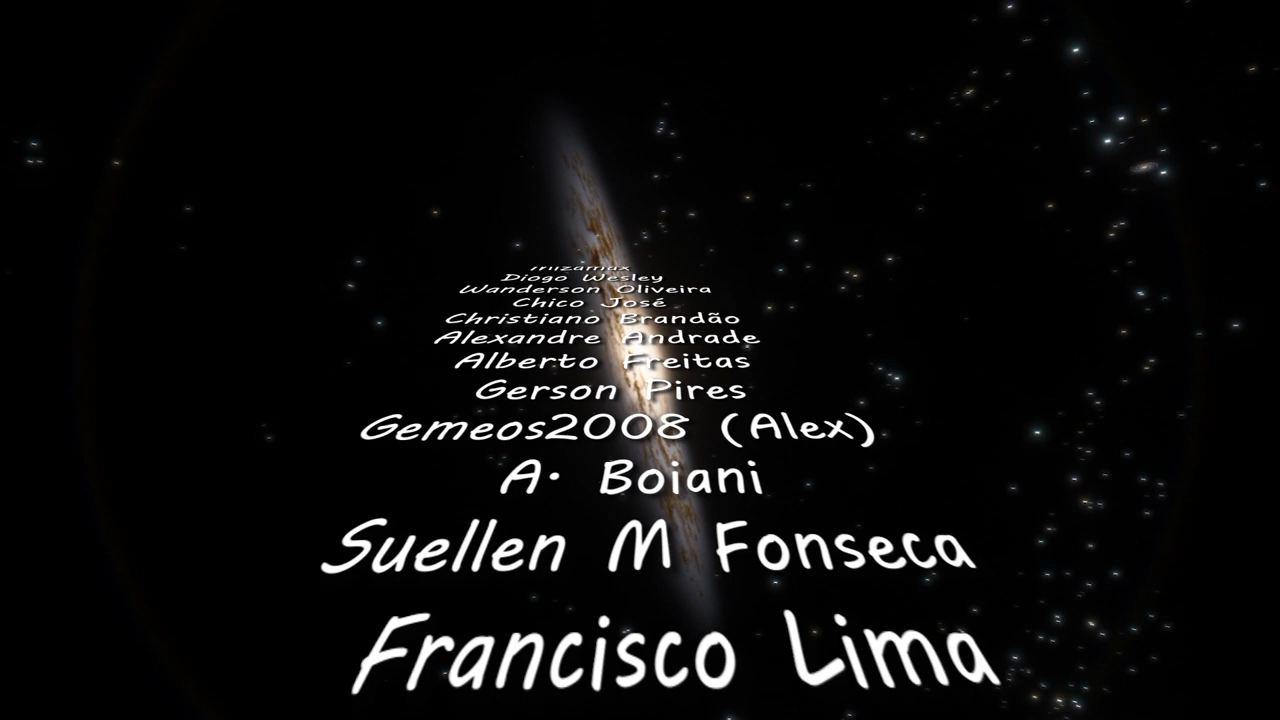 Diogo Wesley
Wanderson Oliveira
Chico José
Christiano Brandão
Alexandre Andrade
Alberto Freitas
Gerson Pires
Gemeos2008 (Alex)
A. Boiani
Suellen M Fonseca
Francisco Lima